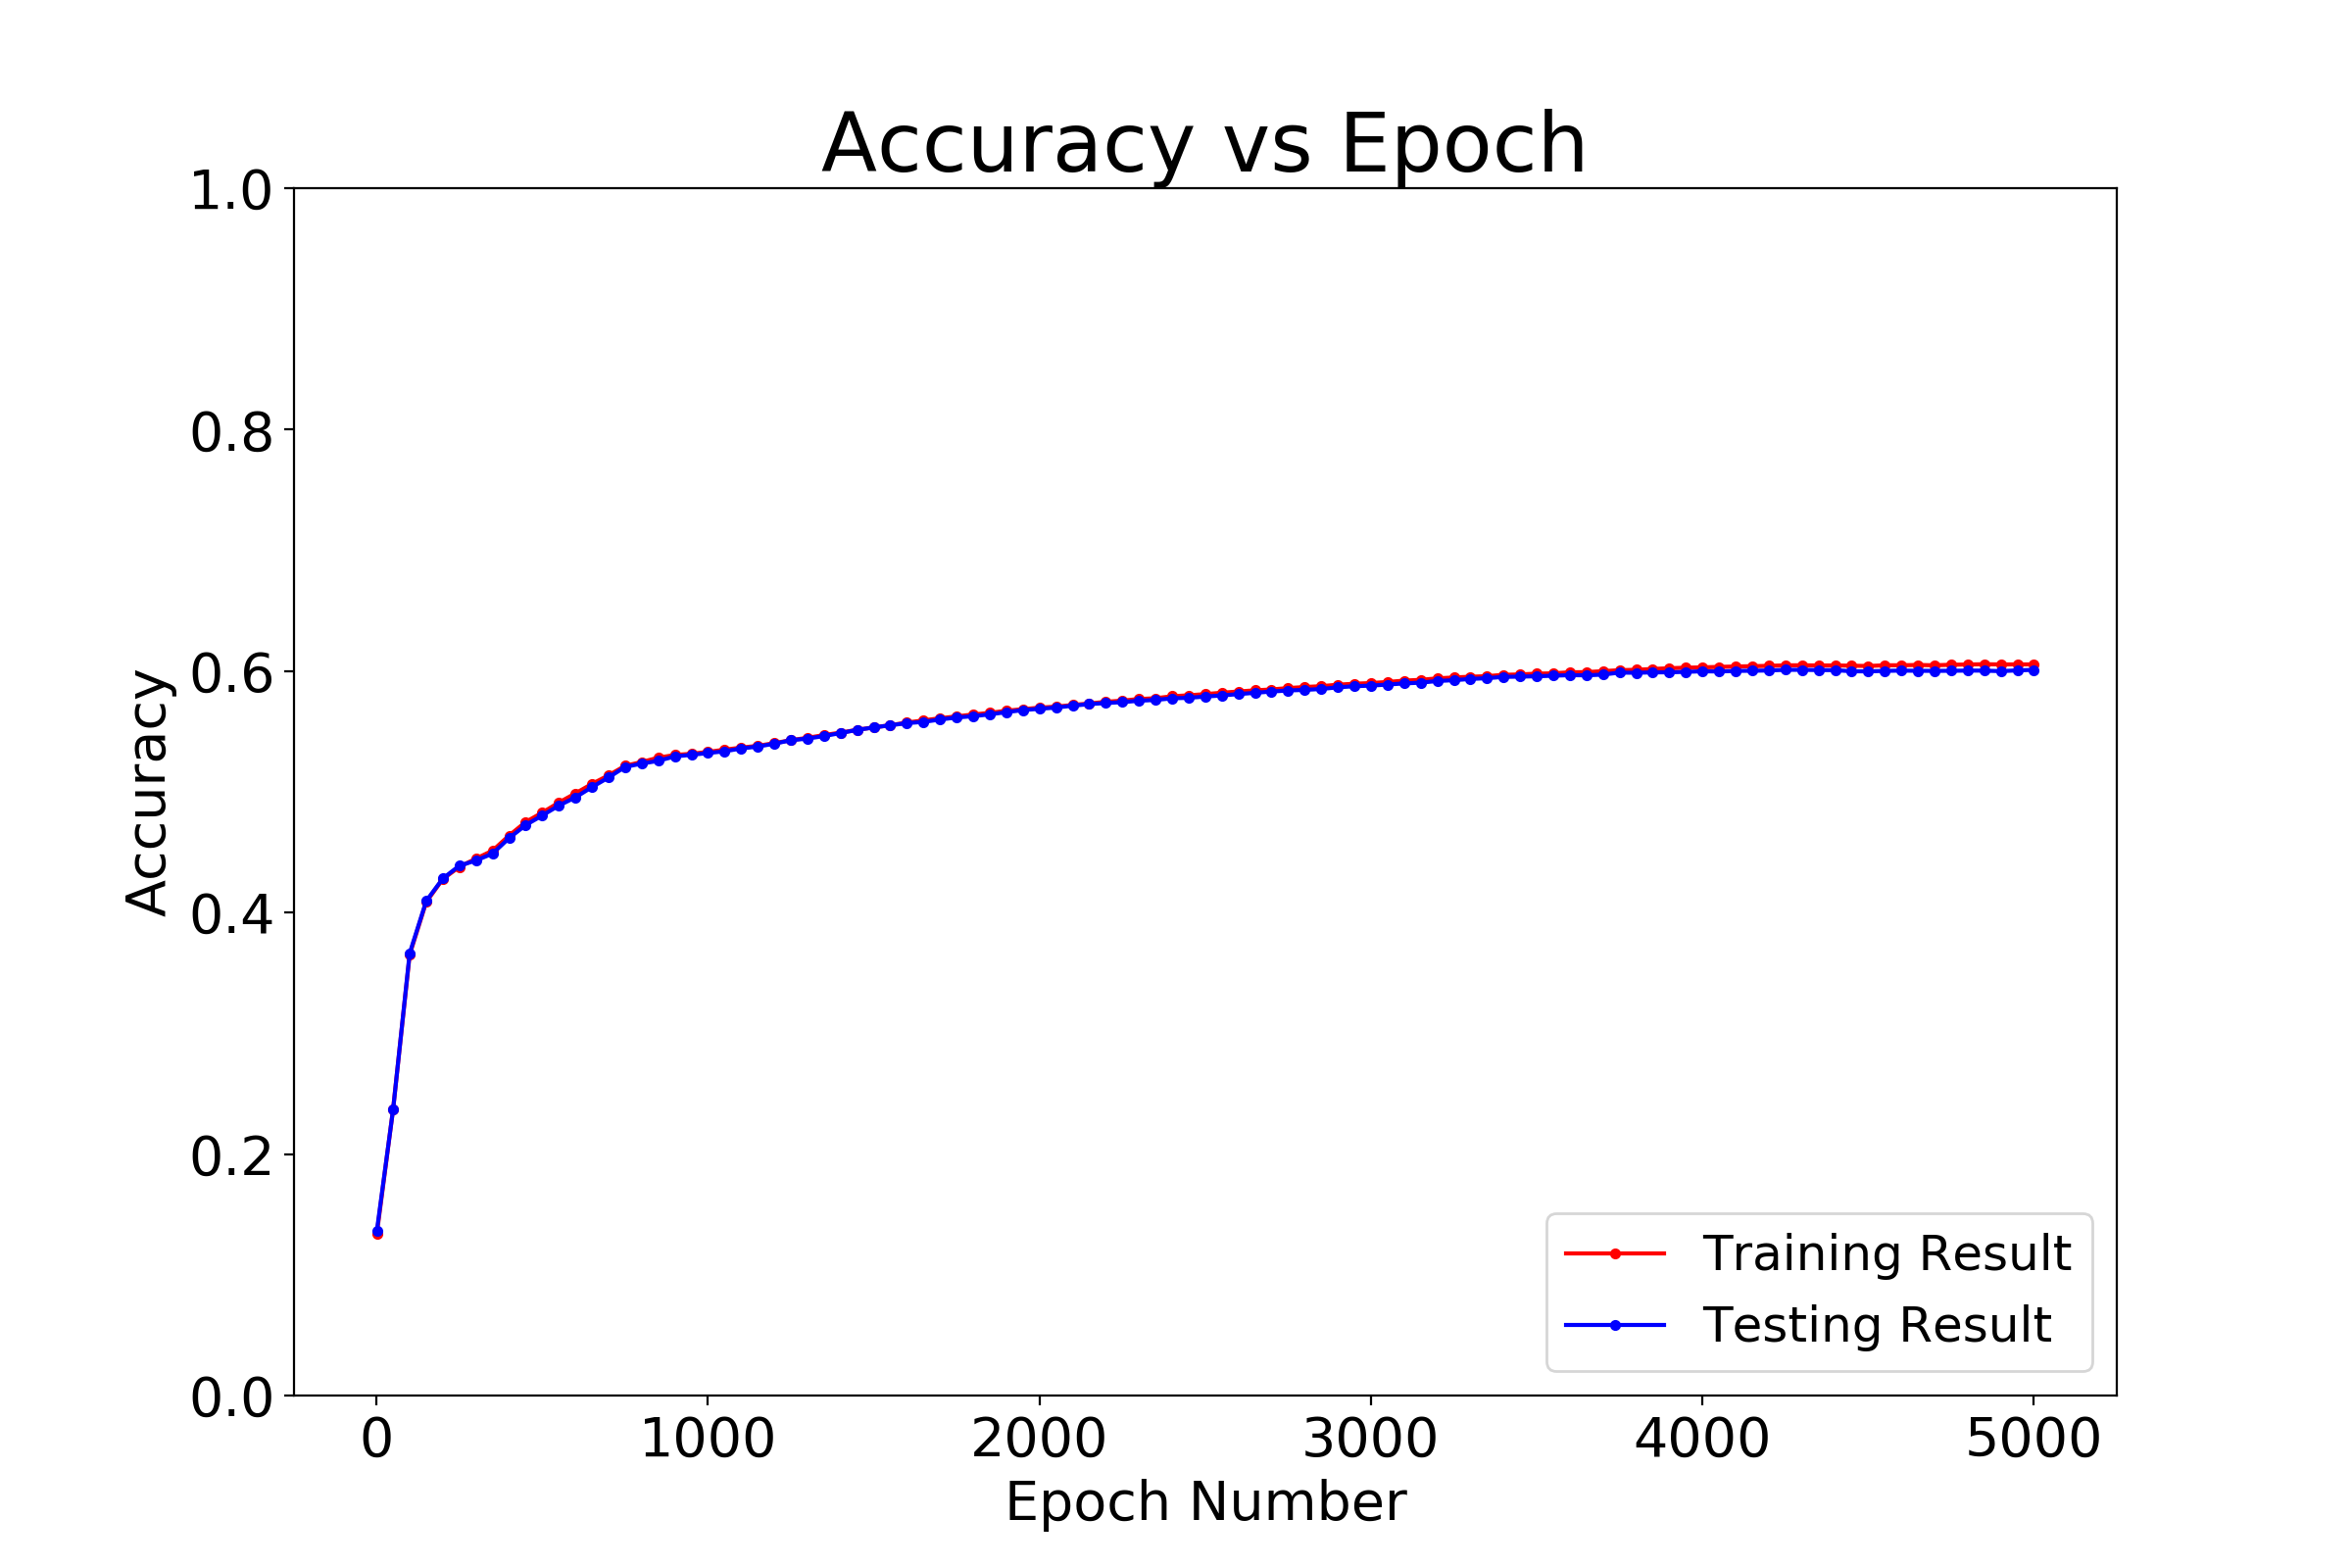 Accuracy vs Epoch
1.0
0.8
0.6
0.4
0.2
0.0
Accuracy
0 1000 2000 3000 4000 5000
Epoch Number
Training Result
Testing Result